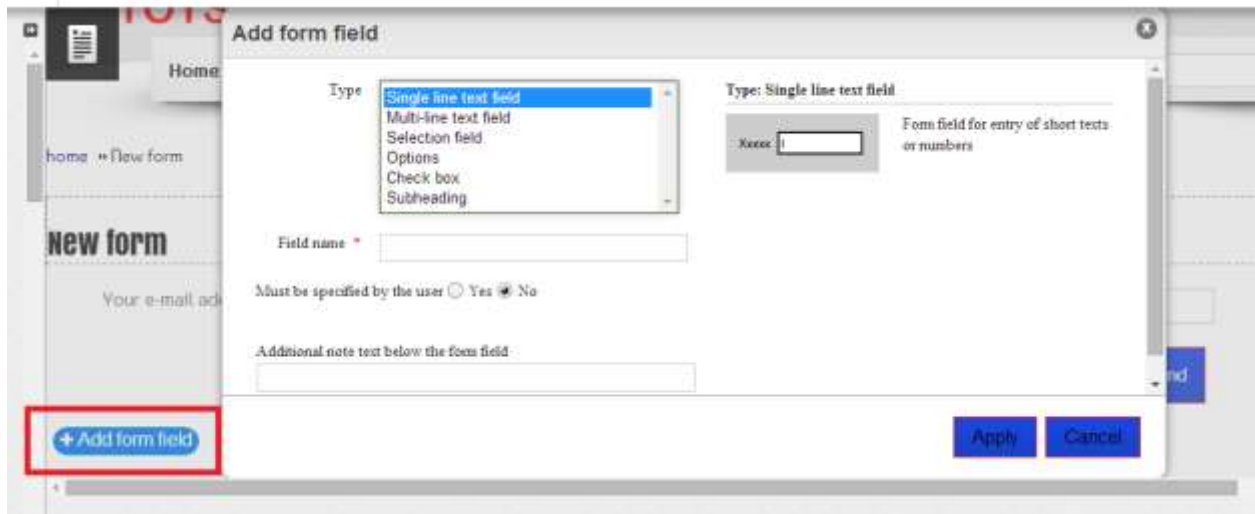 Add form field
Home
Type
Single line text field
Multi-line text field
Selection field
Options
Check box
Subheading
Type: Single line text field
Xxxxx
Form field for entry of short texts
or numbers
home » New form
New form
Field name *
Your e-mail add
Must be specified by the user Yes No
Additional note text below the form field
nd
+ Add form field
Apply
Cancel